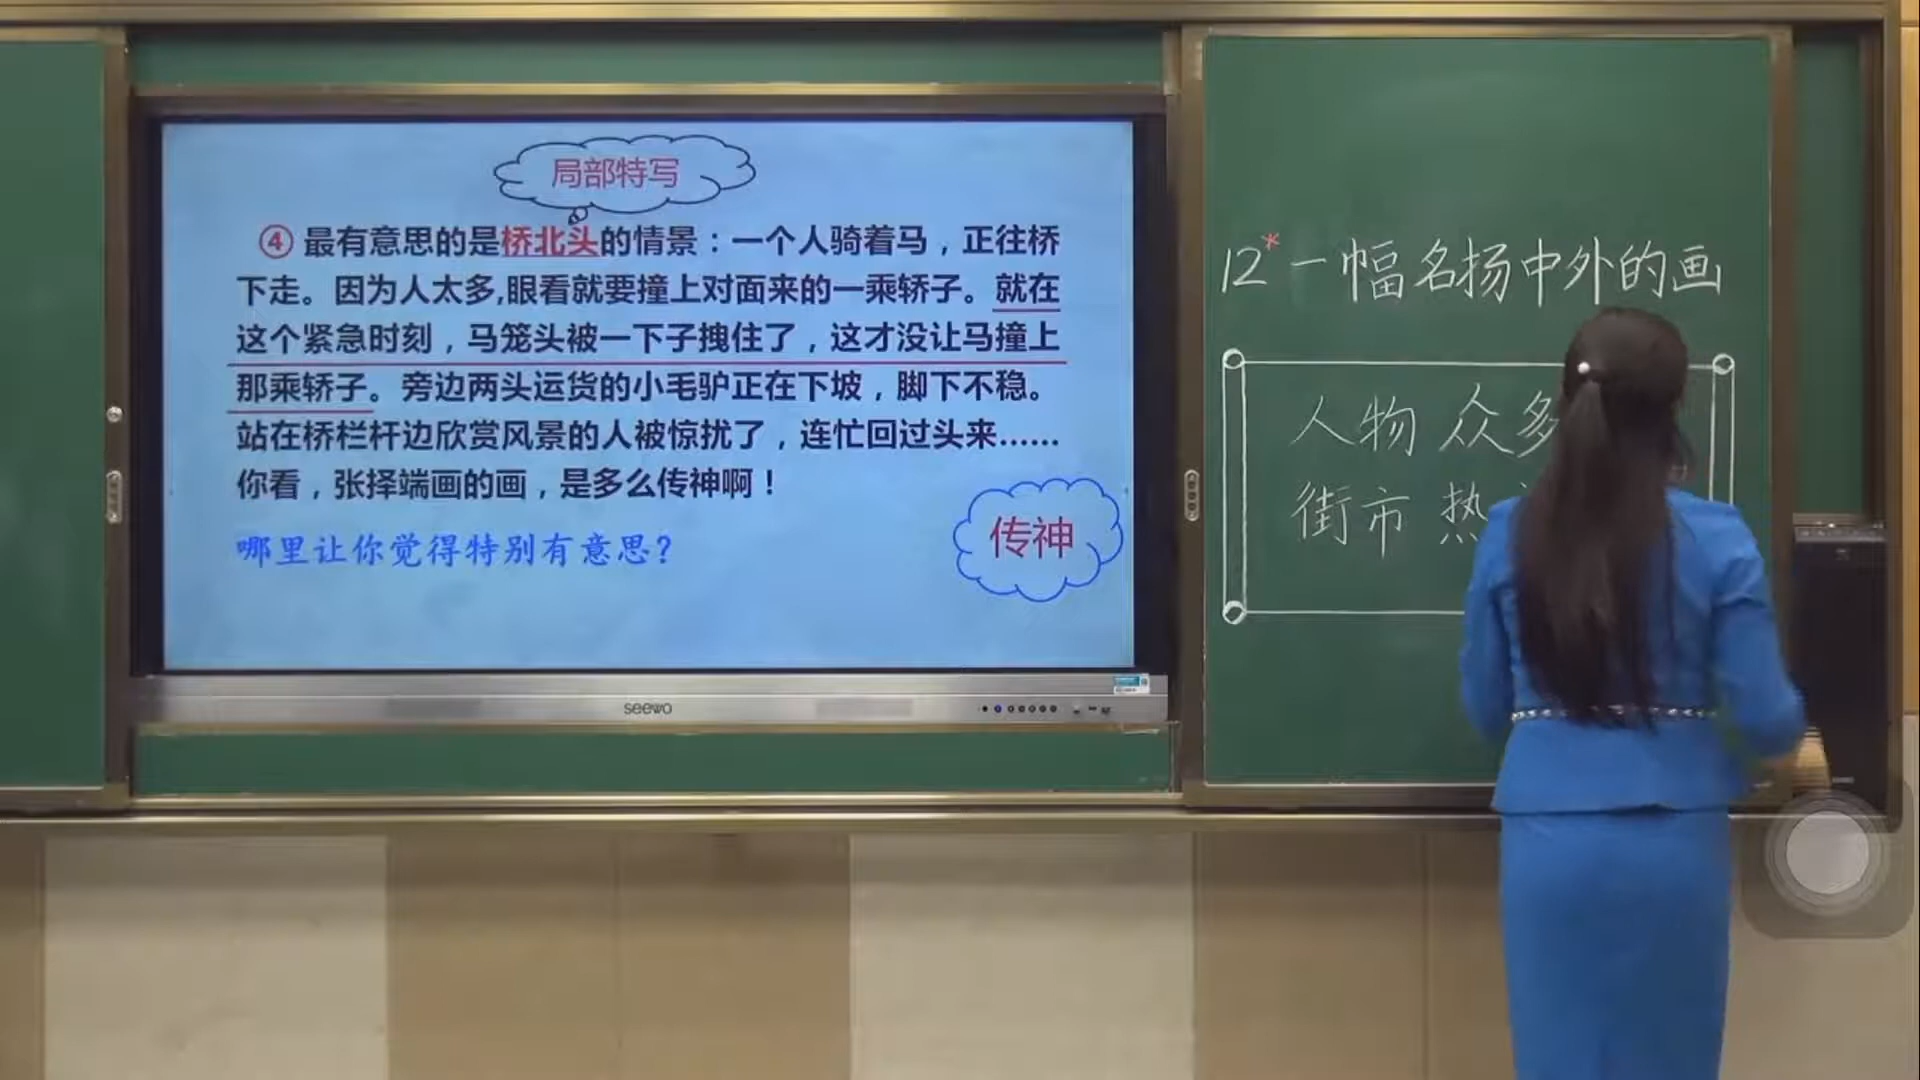 局部特写
④ 最有意思的是桥北头的情景：一个人骑着马，正往桥
下走。因为人太多,眼看就要撞上对面来的一乘轿子。就在
这个紧急时刻，马笼头被一下子拽住了，这才没让马撞上
那乘轿子。旁边两头运货的小毛驴正在下坡，脚下不稳。
站在桥栏杆边欣赏风景的人被惊扰了，连忙回过头来……
你看，张择端画的画，是多么传神啊！
哪里让你觉得特别有意思？
传神
seewo
12* 一幅名扬中外的画
人物 众多
街市 热